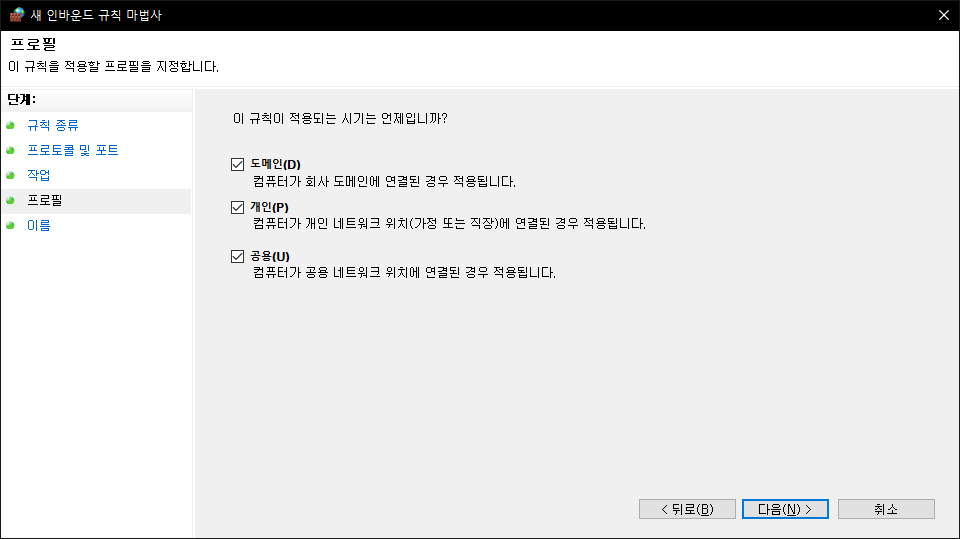 새 인바운드 규칙 마법사
프로필
이 규칙을 적용할 프로필을 지정합니다.
단계:
규칙 종류
프로토콜 및 포트
작업
프로필
이름
이 규칙이 적용되는 시기는 언제입니까?
도메인(D)
컴퓨터가 회사 도메인에 연결된 경우 적용됩니다.
개인(P)
컴퓨터가 개인 네트워크 위치(가정 또는 직장)에 연결된 경우 적용됩니다.
공용(U)
컴퓨터가 공용 네트워크 위치에 연결된 경우 적용됩니다.
< 뒤로(B)
다음(N) >
취소